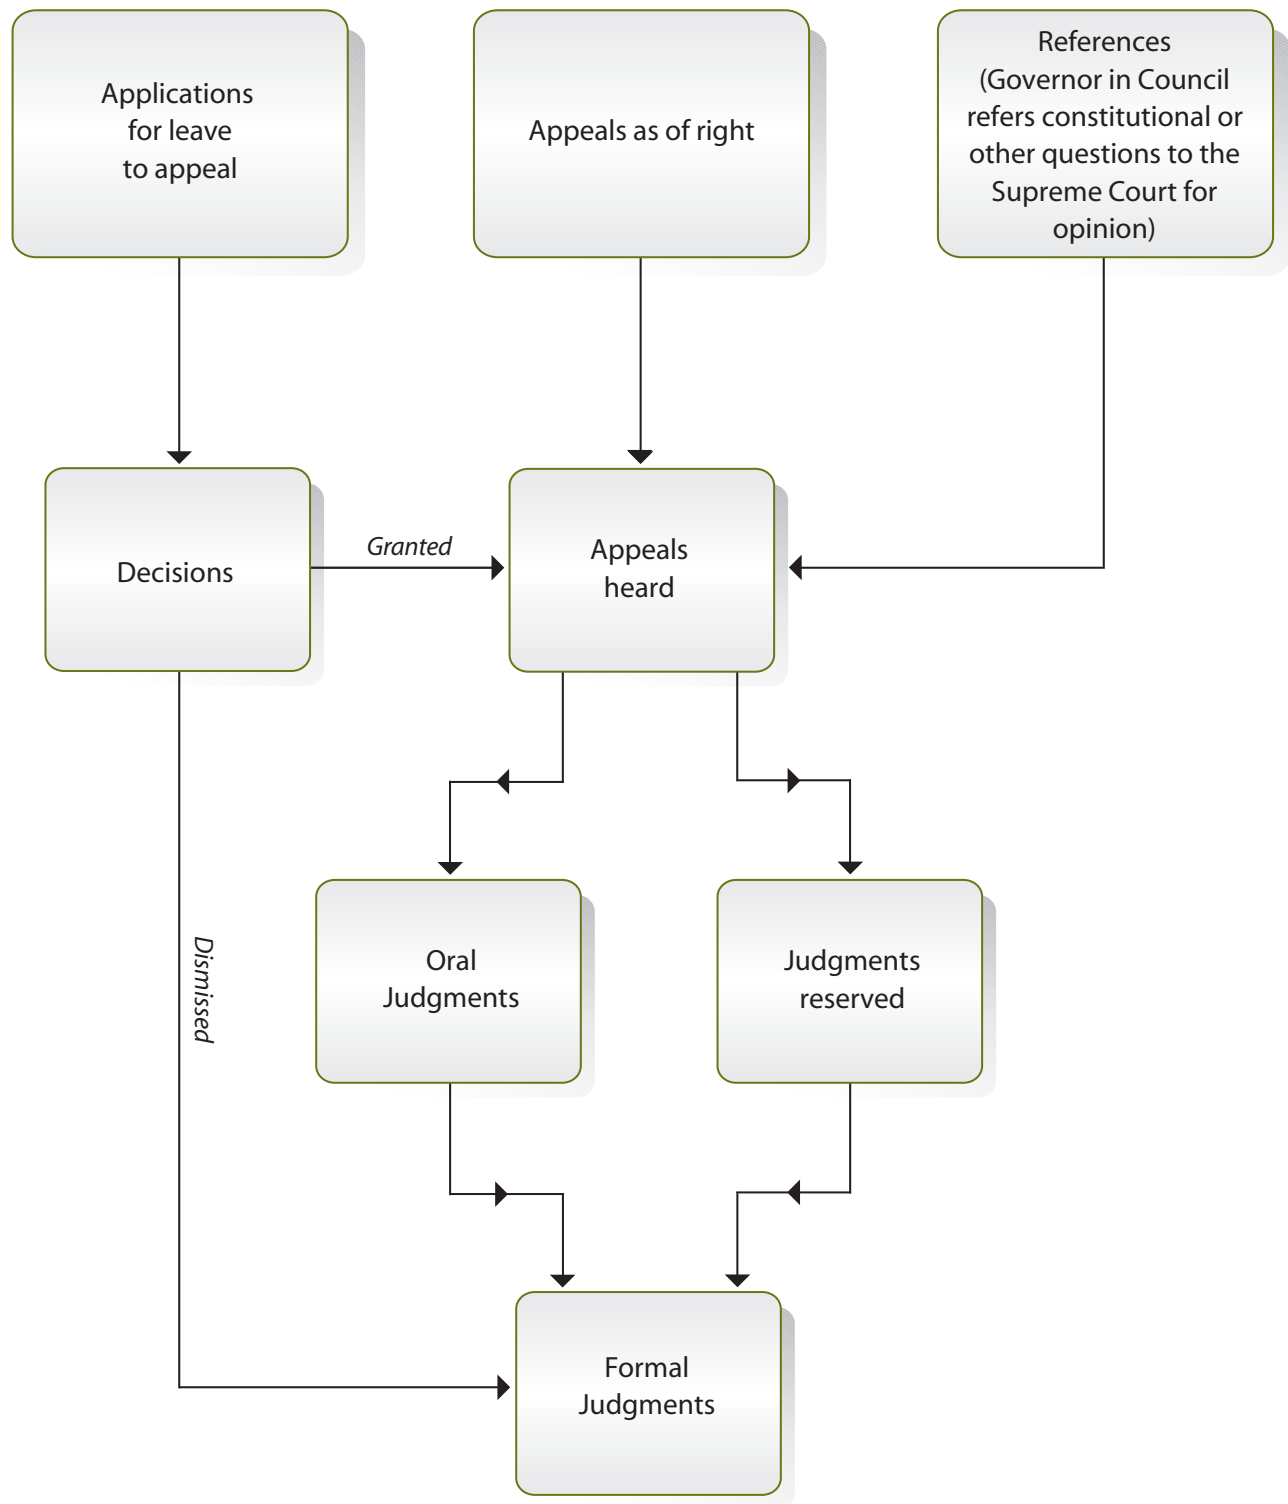 Applications
for leave
to appeal
Appeals as of right
References
(Governor in Council
refers constitutional or
other questions to the
Supreme Court for
opinion)
Decisions
Granted
Appeals
heard
Dismissed
Oral
Judgments
Judgments
reserved
Formal
Judgments